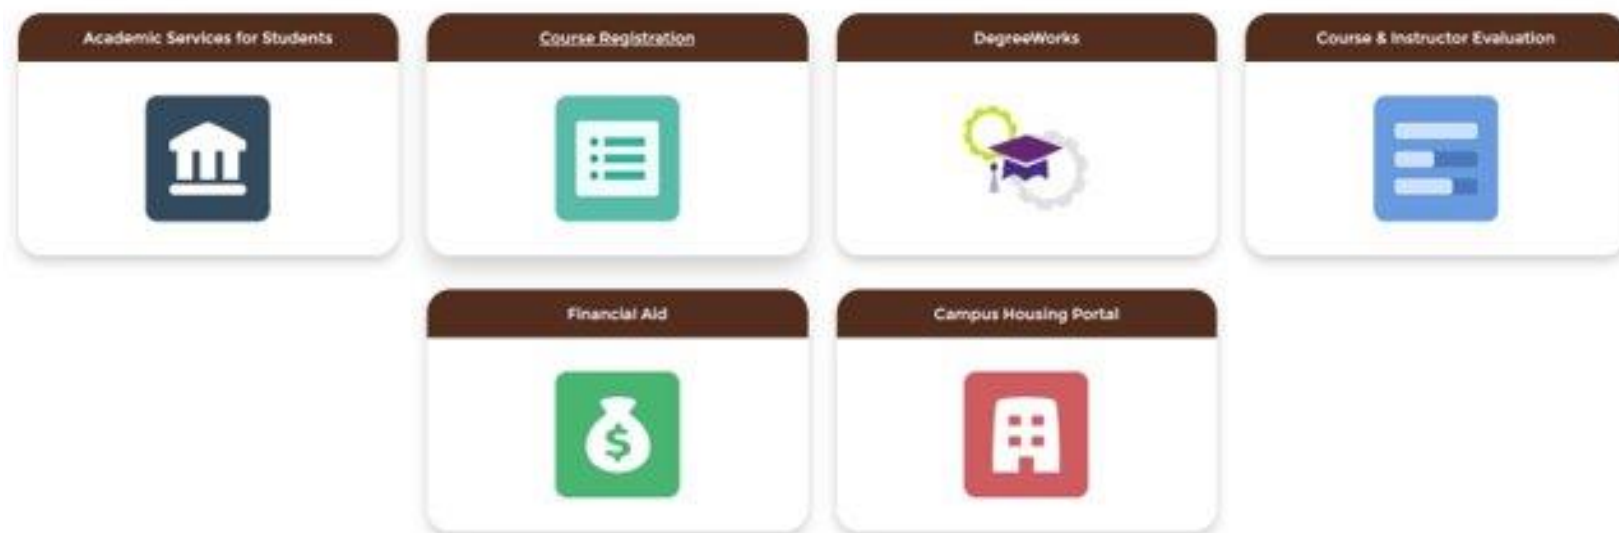 Academic Services for Students
Course Registration
DegreeWorks
Course & Instructor Evaluation
$
Financial Aid
Campus Housing Portal